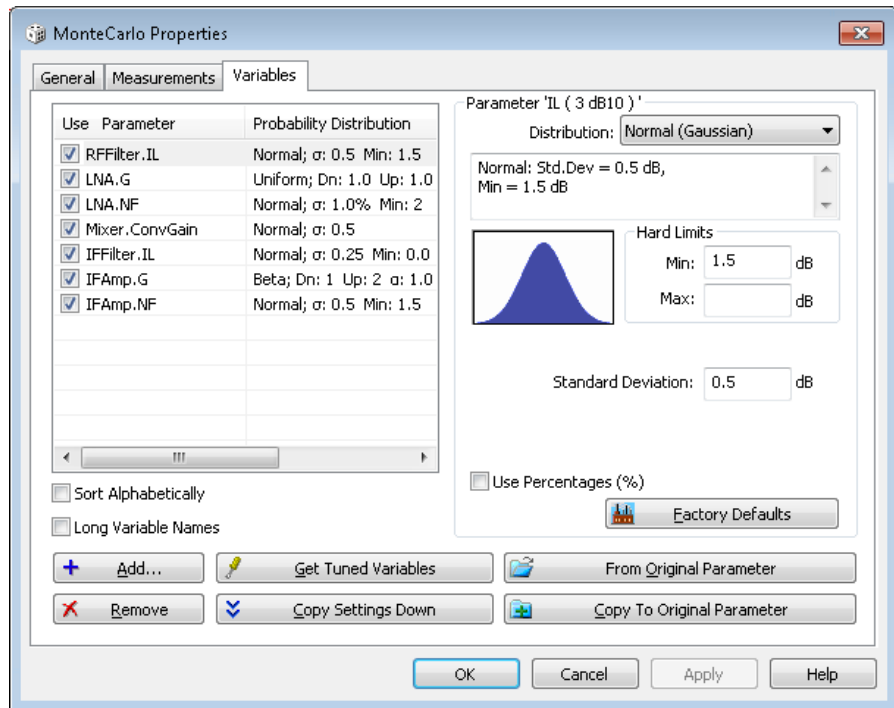 MonteCarlo Properties
General Measurements Variables
Use Parameter Probability Distribution
RFFilter.IL Normal; σ: 0.5 Min: 1.5
LNA.G Uniform; Dn: 1.0 Up: 1.0
LNA.NF Normal; σ: 1.0% Min: 2
Mixer.ConvGain Normal; σ: 0.5
IFFilter.IL Normal; σ: 0.25 Min: 0.0
IFAmp.G Beta; Dn: 1 Up: 2 α: 1.0
IFAmp.NF Normal; σ: 0.5 Min: 1.5
Sort Alphabetically
Long Variable Names
Parameter 'IL ( 3 dB10 ) '
Distribution: Normal (Gaussian)
Normal: Std.Dev = 0.5 dB,
Min = 1.5 dB
Hard Limits
Min: 1.5 dB
Max: dB
Standard Deviation: 0.5 dB
Use Percentages (%)
Factory Defaults
Add... Get Tuned Variables From Original Parameter
Remove Copy Settings Down Copy To Original Parameter
OK Cancel Apply Help